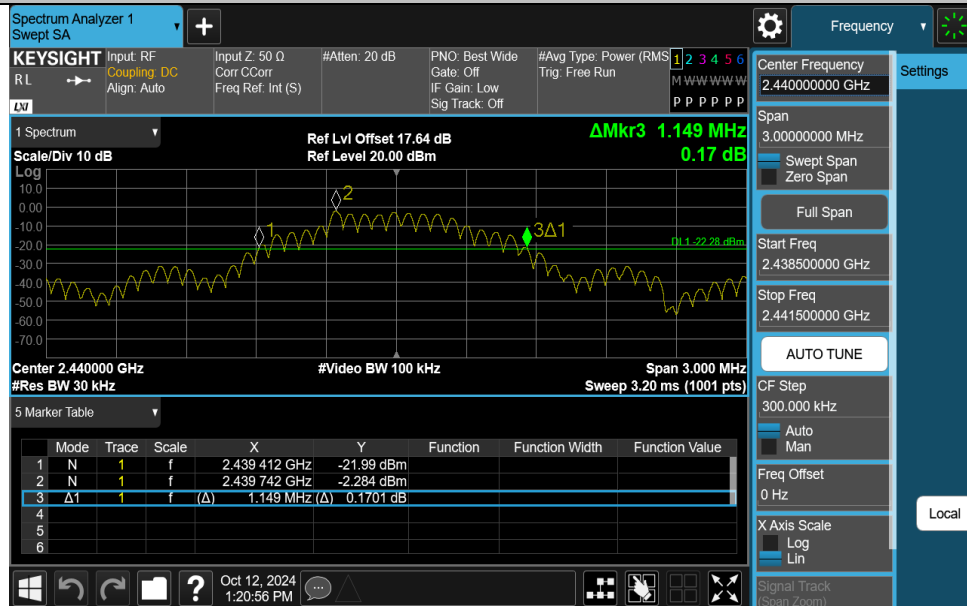 Spectrum Analyzer 1
Swept SA
+
Frequency
KEYSIGHT
RL
LXI
Input: RF
Coupling: DC
Align: Auto
Input Z: 50 Ω
Corr CCorr
Freq Ref: Int (S)
#Atten: 20 dB
PNO: Best Wide
Gate: Off
IF Gain: Low
Sig Track: Off
#Avg Type: Power (RMS
Trig: Free Run
1 2 3 4 5 6
M W W W W W
P P P P P P
1 Spectrum
Scale/Div 10 dB
Log
Ref Lvl Offset 17.64 dB
Ref Level 20.00 dBm
ΔMkr3 1.149 MHz
0.17 dB
10.0
0.00
-10.0
-20.0
-30.0
-40.0
-50.0
-60.0
-70.0
1
2
3Δ1
DL1 -22.28 dBm
Center 2.440000 GHz
#Res BW 30 kHz
#Video BW 100 kHz
Span 3.000 MHz
Sweep 3.20 ms (1001 pts)
5 Marker Table
Mode Trace Scale X Y Function Function Width Function Value
1 N 1 f 2.439 412 GHz -21.99 dBm
2 N 1 f 2.439 742 GHz -2.284 dBm
3 Δ1 1 f (Δ) 1.149 MHz (Δ) 0.1701 dB
4
5
6
Center Frequency
2.440000000 GHz
Span
3.00000000 MHz
Swept Span
Zero Span
Full Span
Start Freq
2.438500000 GHz
Stop Freq
2.441500000 GHz
AUTO TUNE
CF Step
300.000 kHz
Auto
Man
Freq Offset
0 Hz
X Axis Scale
Log
Lin
Signal Track
(Span Zoom)
Settings
Local
?
Oct 12, 2024
1:20:56 PM